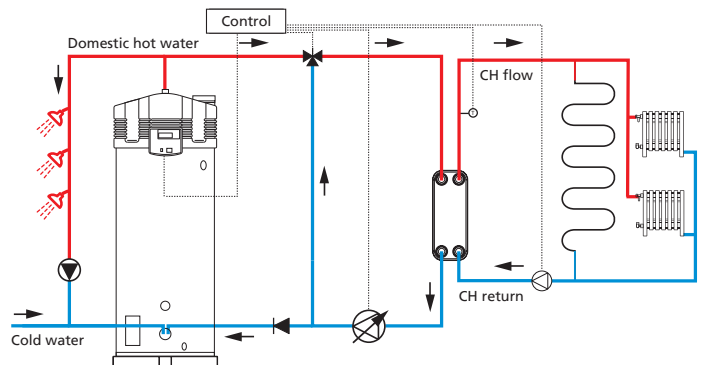 Control
Domestic hot water
CH flow
T
CH return
Cold water